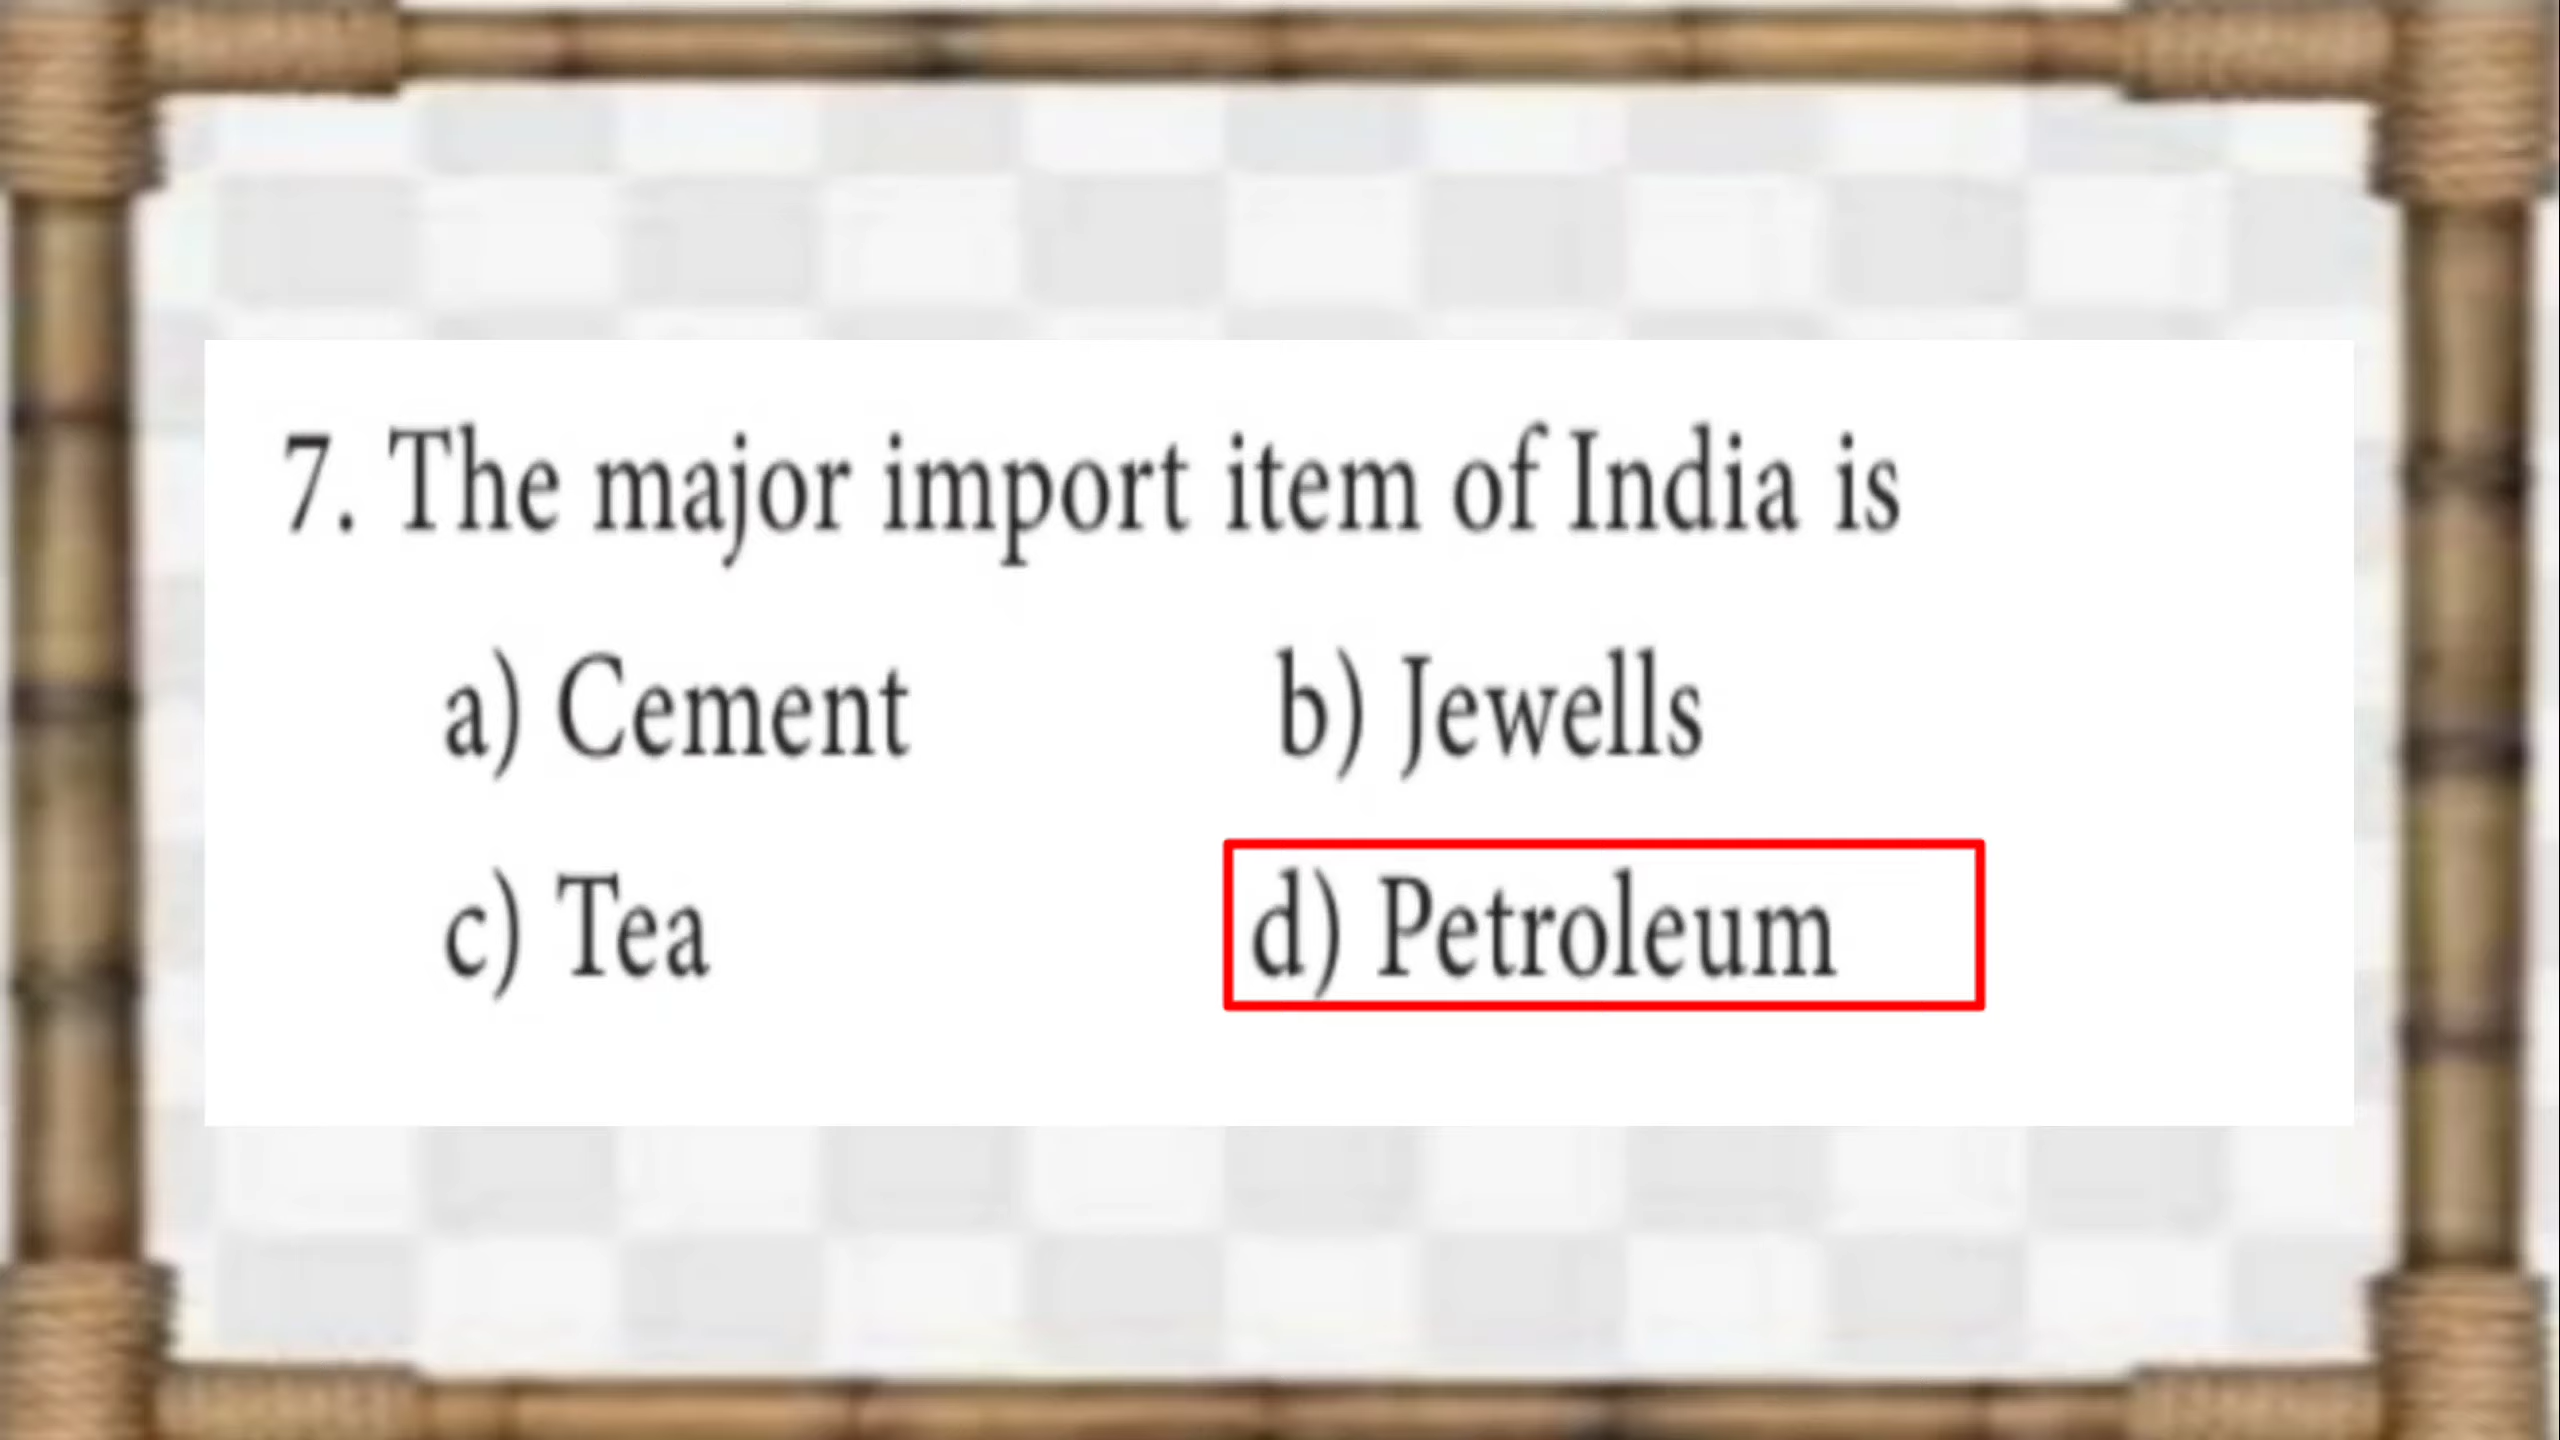 7. The major import item of India is
a) Cement b) Jewells
c) Tea d) Petroleum